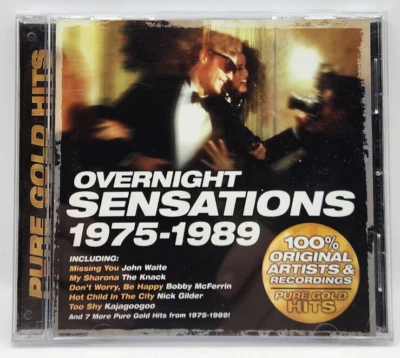 PURE GOLD HITS
OVERNIGHT
SENSATIONS
1975-1989
INCLUDING:
Missing You John Waite
My Sharona The Knack
Don't Worry, Be Happy Bobby McFerrin
Hot Child In The City Nick Gilder
Too Shy Kajagoogoo
And 7 More Pure Gold Hits from 1975-1989!
100%
ORIGINAL
ARTISTS &
RECORDINGS
PURE GOLD
HITS